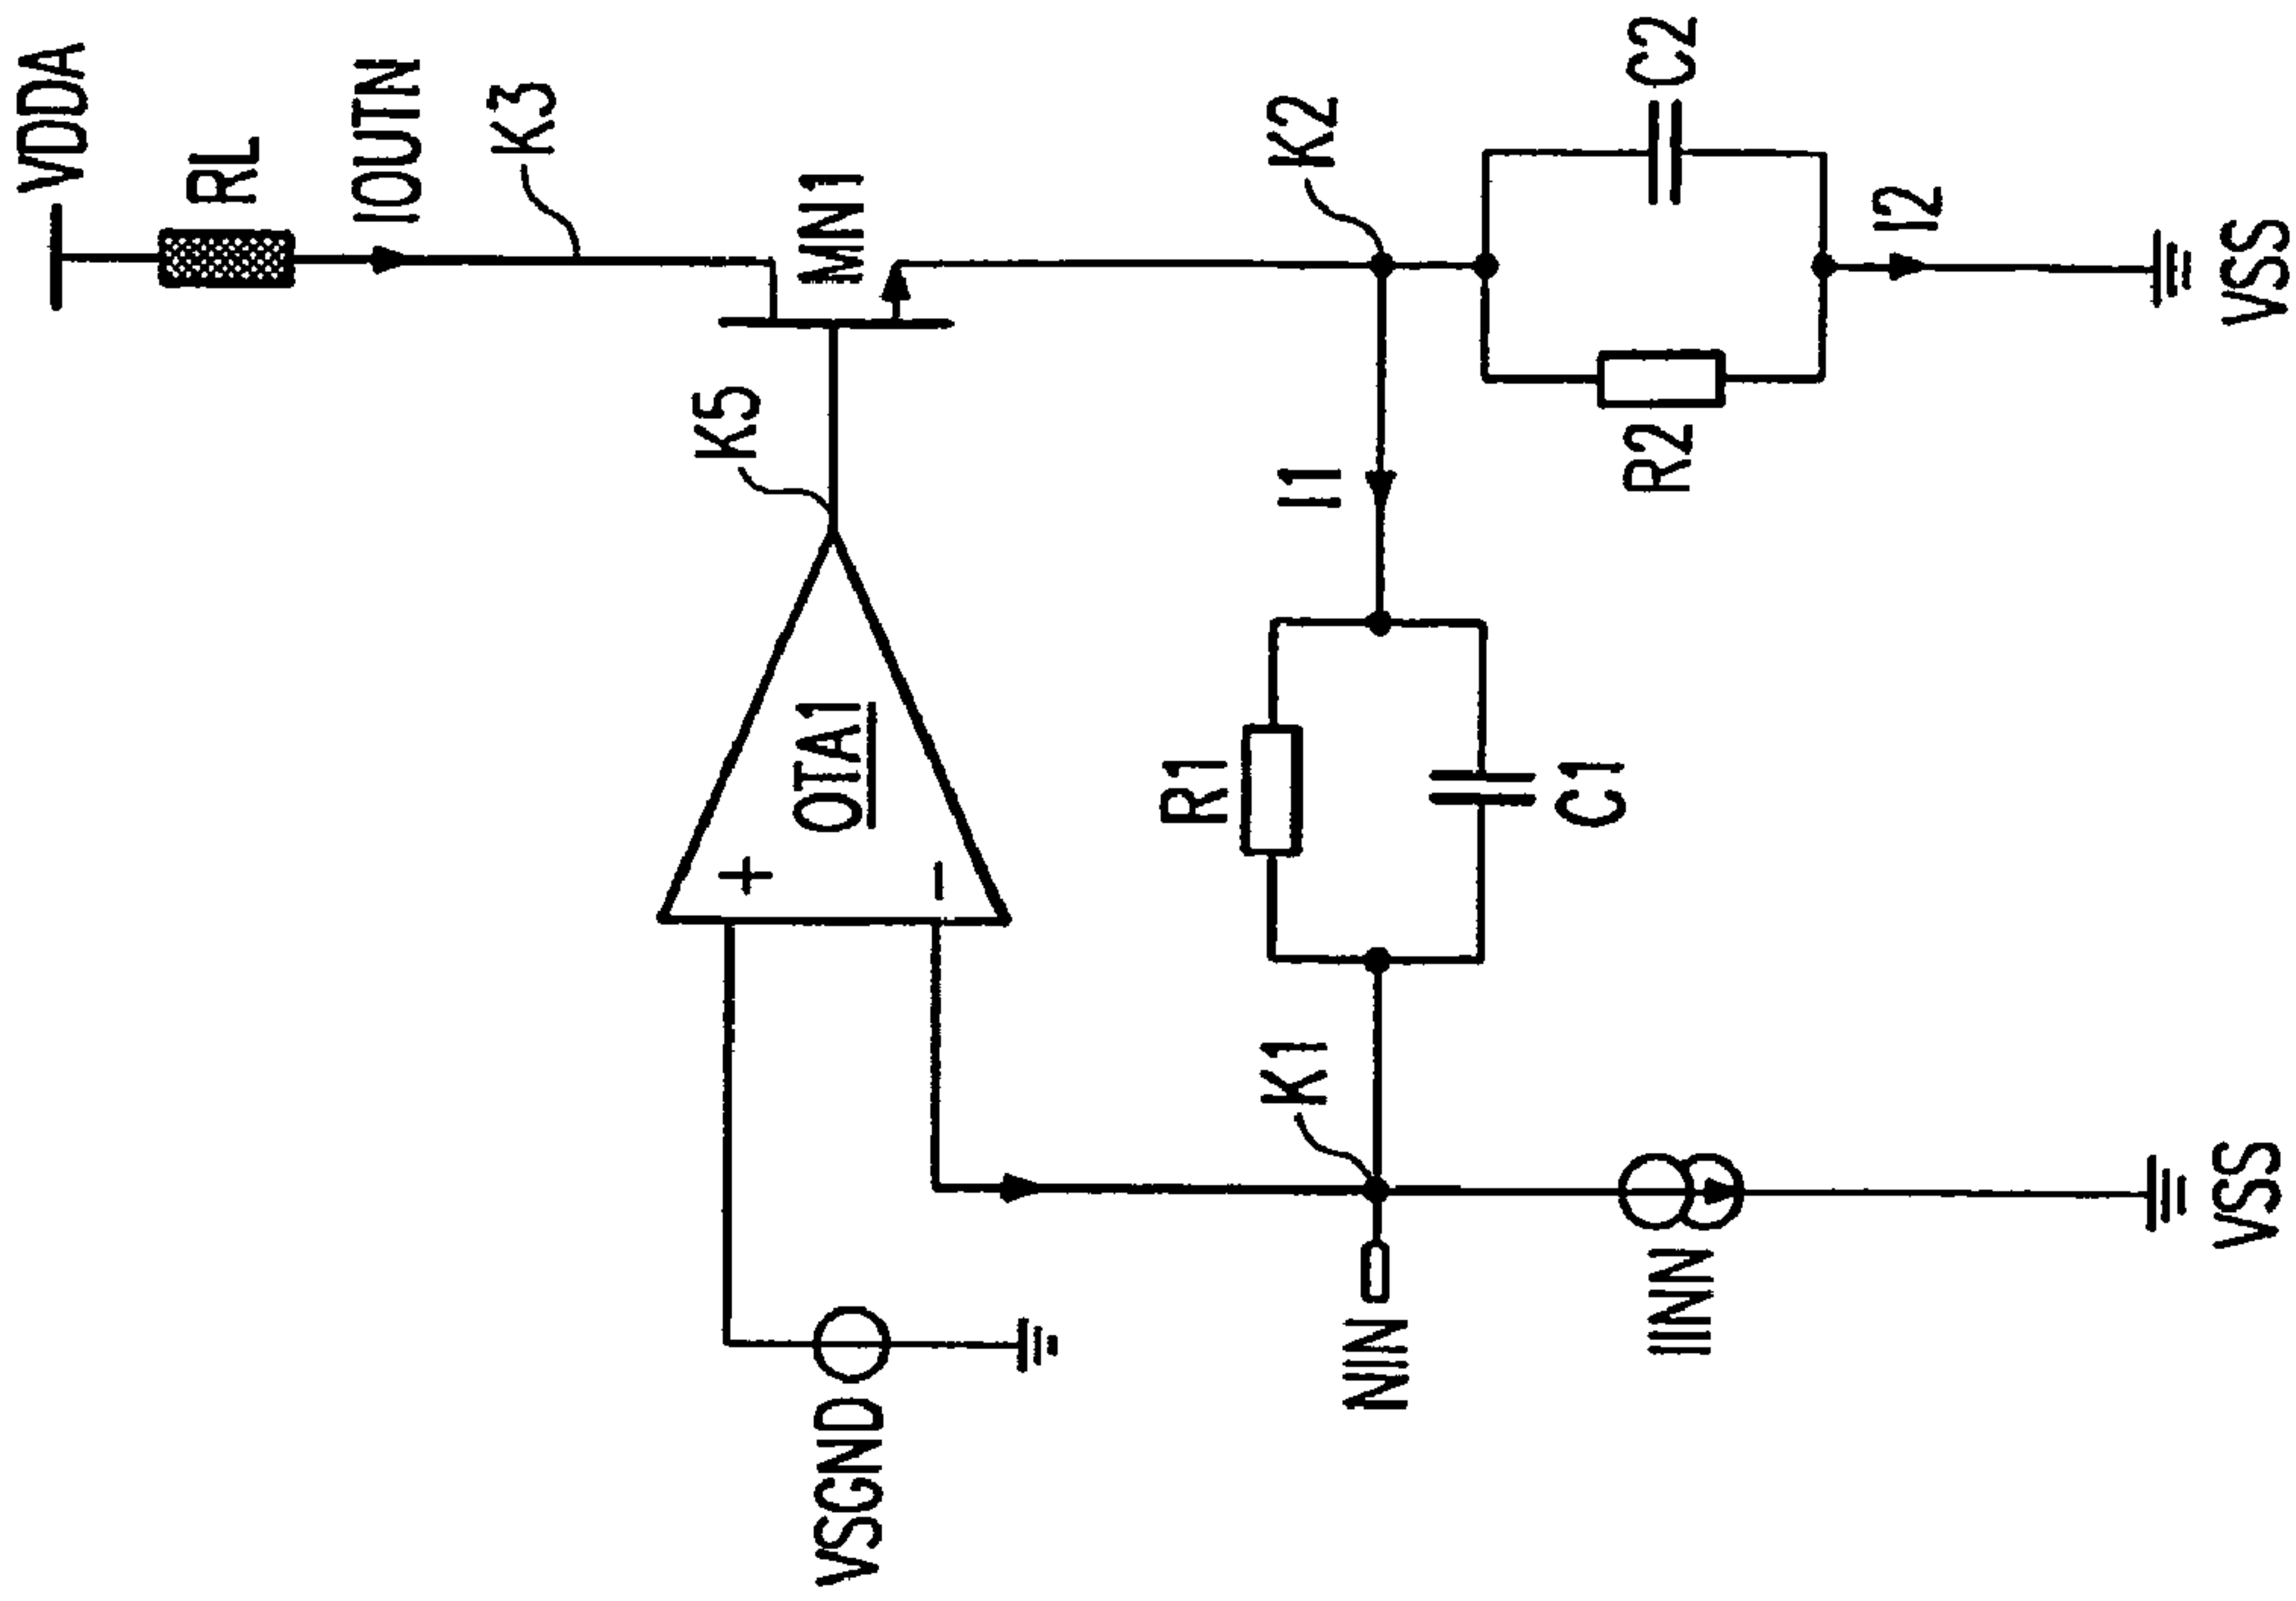 VDDA
RL
IOUTN
K3
K5
MN1
OTA1
+
-
VSGND
K2
I1
R1
C1
K1
NIN
IINN
VSS
R2
C2
I2
VSS